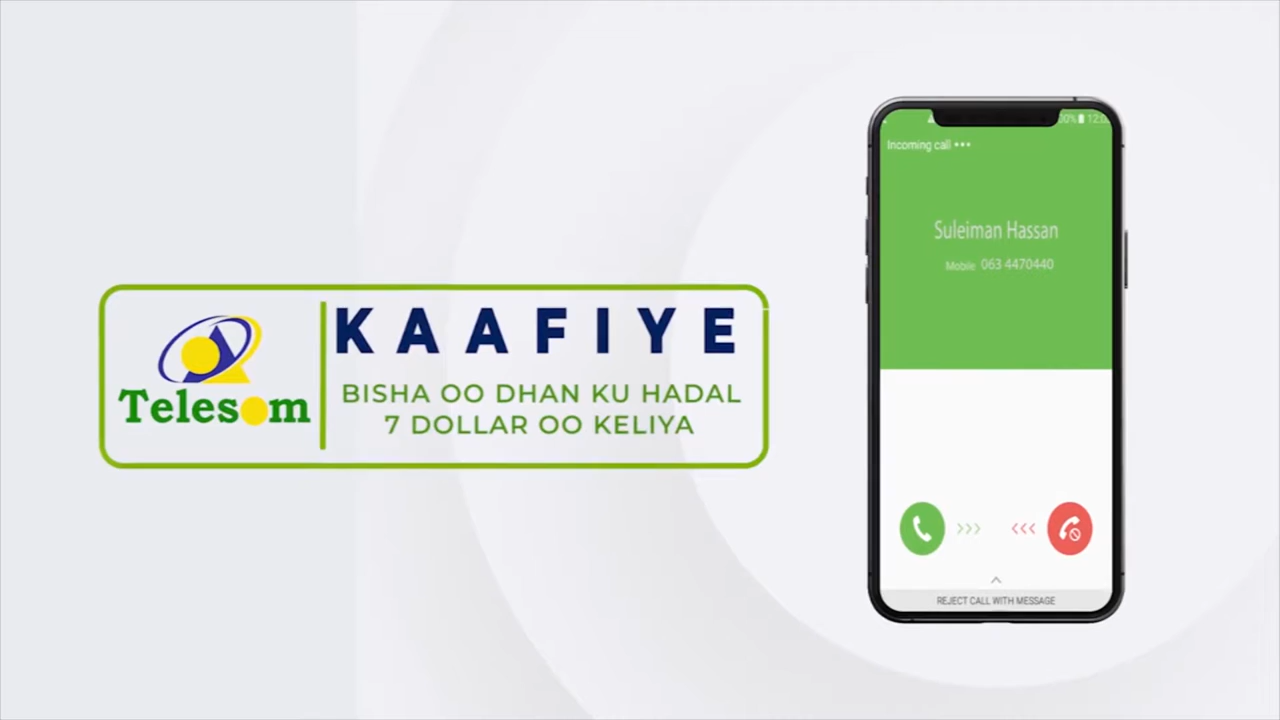 Telesom
KAAFIYE
BISHA OO DHAN KU HADAL
7 DOLLAR OO KELIYA
Incoming call •••
Suleiman Hassan
Mobile 063 4470440
REJECT CALL WITH MESSAGE